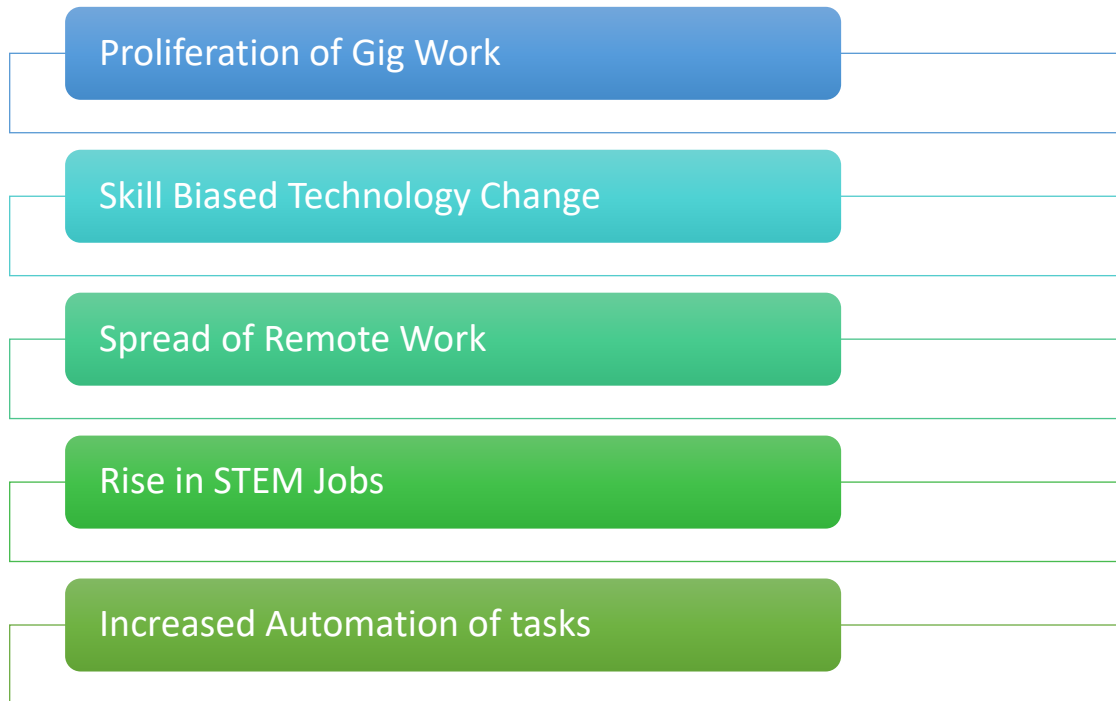 Proliferation of Gig Work
Skill Biased Technology Change
Spread of Remote Work
Rise in STEM Jobs
Increased Automation of tasks